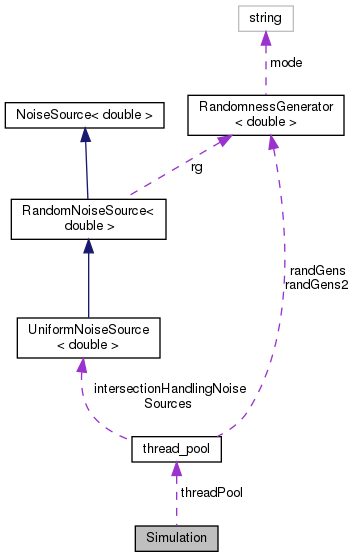 string
mode
NoiseSource< double >
RandomnessGenerator
< double >
rg
RandomNoiseSource<
double >
randGens
randGens2
UniformNoiseSource
< double >
intersectionHandlingNoise
Sources
thread_pool
threadPool
Simulation